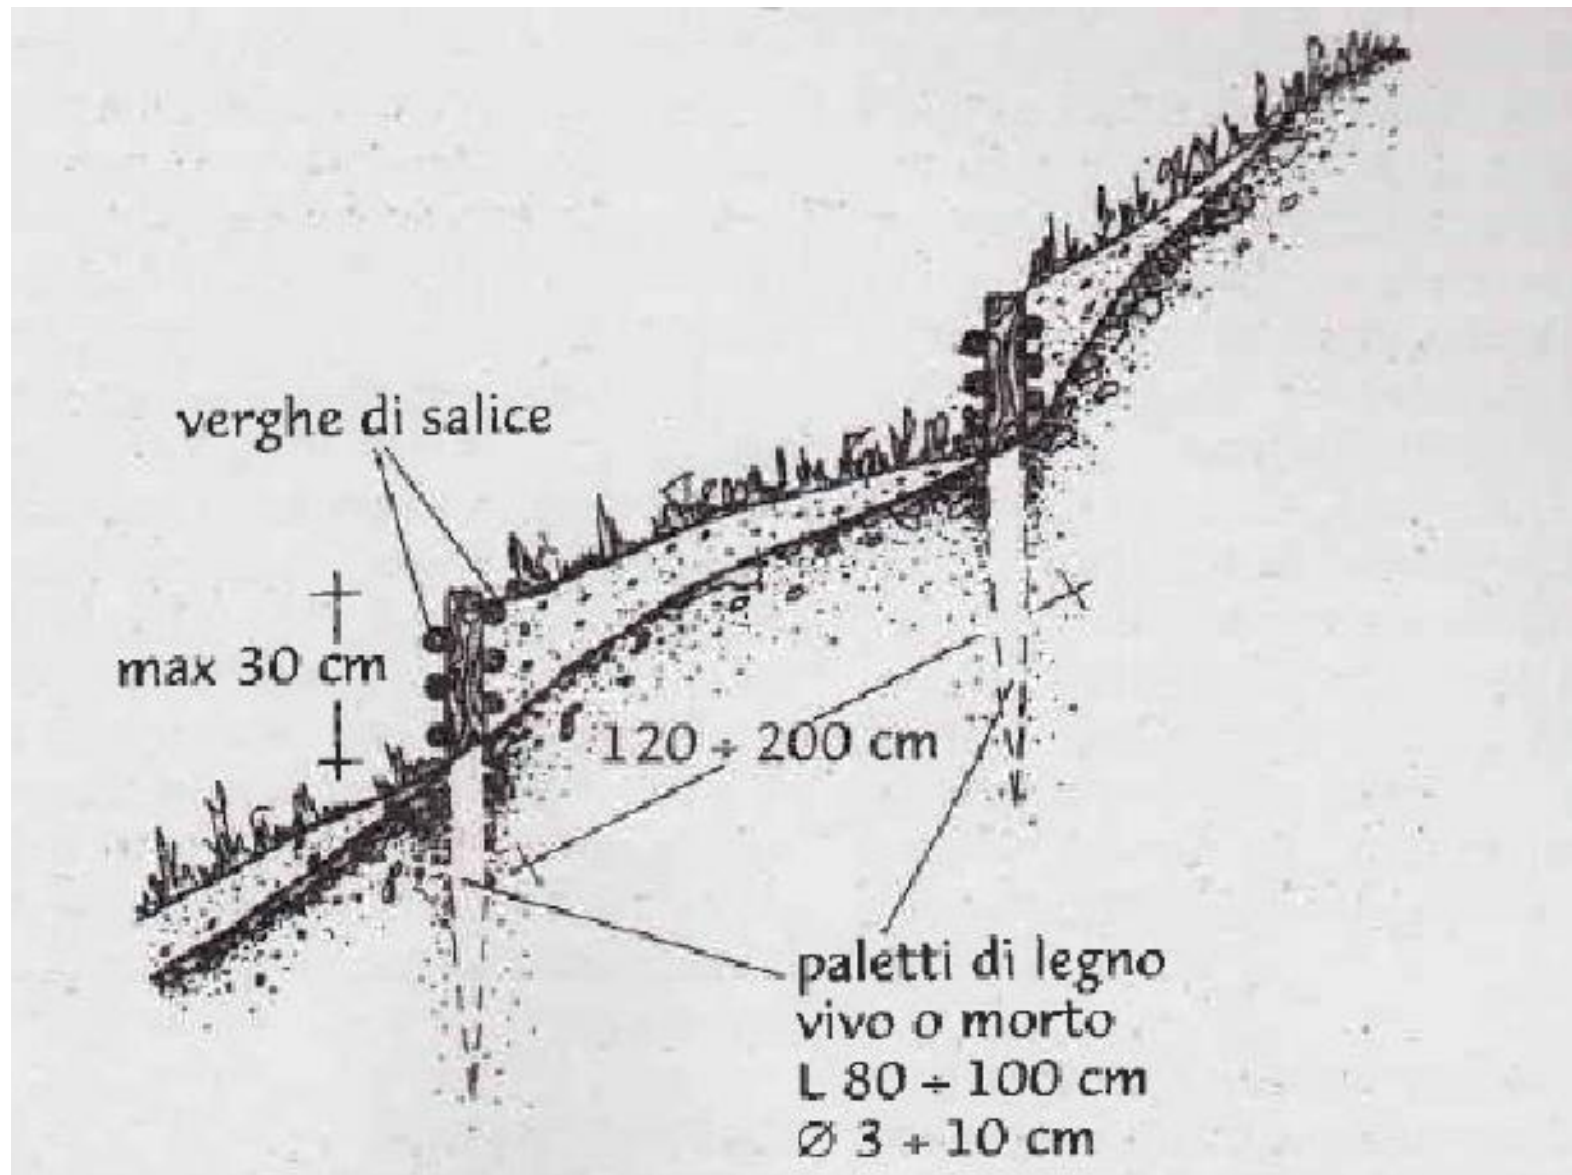 verghe di salice
max 30 cm
120 ÷ 200 cm
paletti di legno
vivo o morto
L 80 ÷ 100 cm
Ø 3 ÷ 10 cm